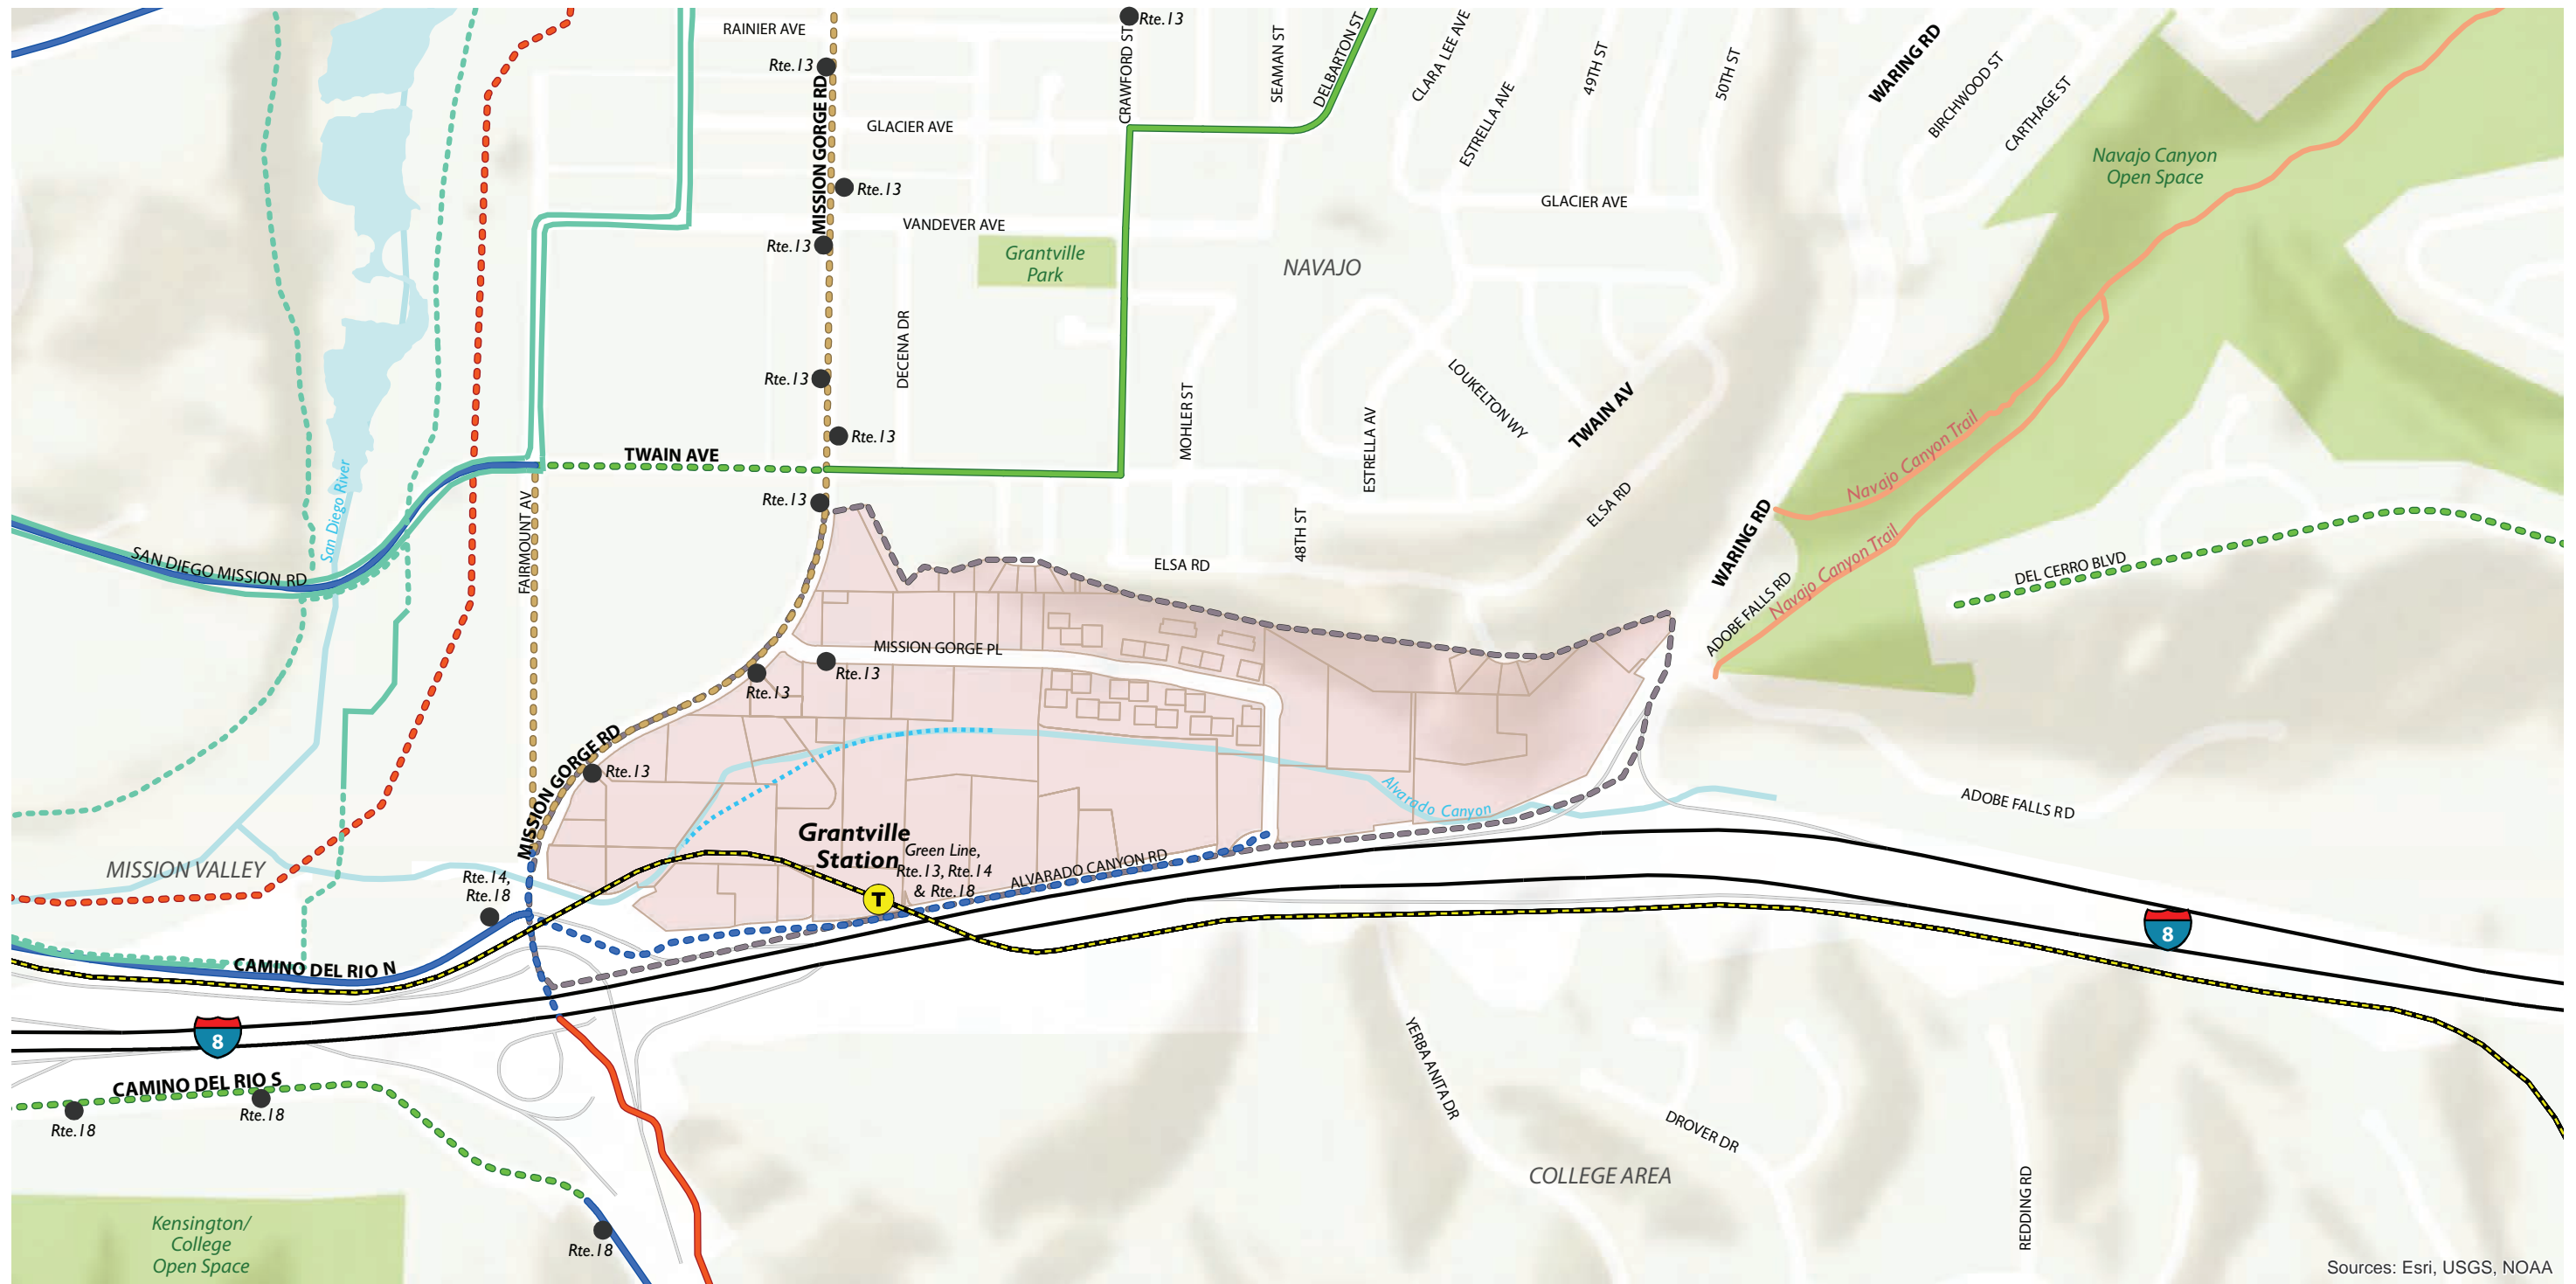 RAINIER AVE
Rte.13
Rte.13
MISSION GORGE RD
GLACIER AVE
Rte.13
VANDEVER AVE
Rte.13
CRAWFORD ST
SEAMAN ST
DELBARTON ST
CLARA LEE AVE
ESTRELLA AVE
49TH ST
50TH ST
WARING RD
BIRCHWOOD ST
CARTHAGE ST
Navajo Canyon
Open Space
GLACIER AVE
Grantville
Park
NAVAJO
DECENA DR
Rte.13
Rte.13
TWAIN AVE
Rte.13
MOHLER ST
ESTRELLA AV
LOUKELTON WY
TWAIN AV
ELSA RD
48TH ST
ELSA RD
Navajo Canyon Trail
WARING RD
Navajo Canyon Trail
ADOBE FALLS RD
DEL CERRO BLVD
San Diego River
SAN DIEGO MISSION RD
FAIRMOUNT AV
MISSION GORGE PL
Rte.13
Rte.13
MISSION GORGE RD
Rte.13
Alvarado Canyon
ADOBE FALLS RD
Grantville
Station
Green Line,
Rte.13, Rte.14
& Rte.18
T
ALVARADO CANYON RD
MISSION VALLEY
Rte.14,
Rte.18
CAMINO DEL RIO N
8
8
CAMINO DEL RIO S
Rte.18
Rte.18
YERBA ANITA DR
DROVER DR
COLLEGE AREA
REDDING RD
Kensington/
College
Open Space
Rte.18
Sources: Esri, USGS, NOAA